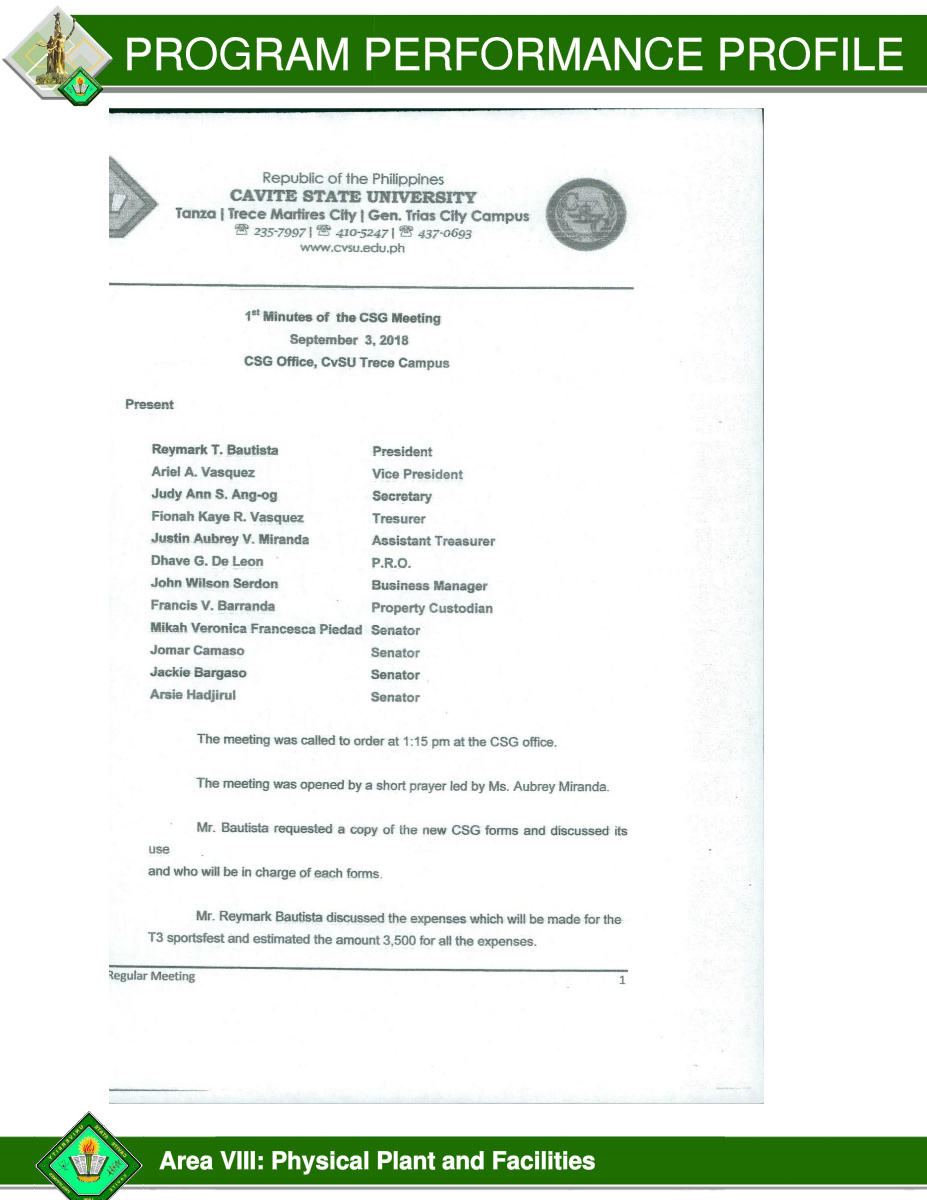 PROGRAM PERFORMANCE PROFILE
Republic of the Philippines
CAVITE STATE UNIVERSITY
Tanza | Trece Martires City | Gen. Trias City Campus
☏ 235-7997 | ☏ 410-5247 | ☏ 437-0693
www.cvsu.edu.ph
1st Minutes of the CSG Meeting
September 3, 2018
CSG Office, CvSU Trece Campus
Present
Reymark T. Bautista President
Ariel A. Vasquez Vice President
Judy Ann S. Ang-og Secretary
Fionah Kaye R. Vasquez Tresurer
Justin Aubrey V. Miranda Assistant Treasurer
Dhave G. De Leon P.R.O.
John Wilson Serdon Business Manager
Francis V. Barranda Property Custodian
Mikah Veronica Francesca Piedad Senator
Jomar Camaso Senator
Jackie Bargaso Senator
Arsie Hadjirul Senator
The meeting was called to order at 1:15 pm at the CSG office.
The meeting was opened by a short prayer led by Ms. Aubrey Miranda.
Mr. Bautista requested a copy of the new CSG forms and discussed its
use
and who will be in charge of each forms.
Mr. Reymark Bautista discussed the expenses which will be made for the
T3 sportsfest and estimated the amount 3,500 for all the expenses.
Regular Meeting 1
Area VIII: Physical Plant and Facilities